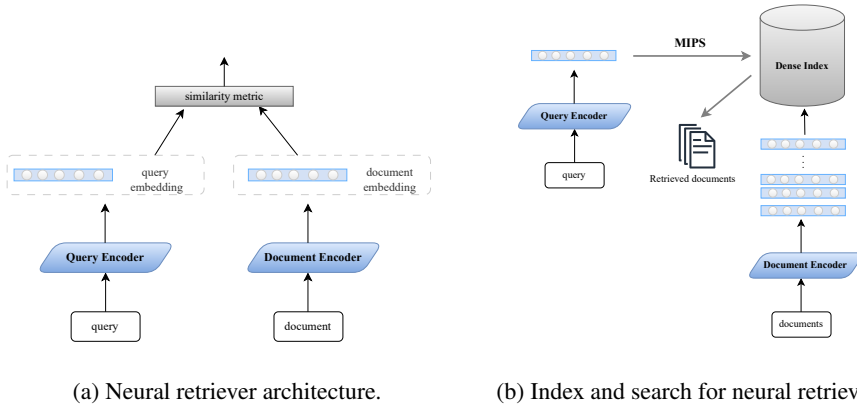 similarity metric
query
embedding
document
embedding
Query Encoder
Document Encoder
query
document
(a) Neural retriever architecture.
MIPS
Dense Index
Query Encoder
query
Retrieved documents
Document Encoder
documents
(b) Index and search for neural